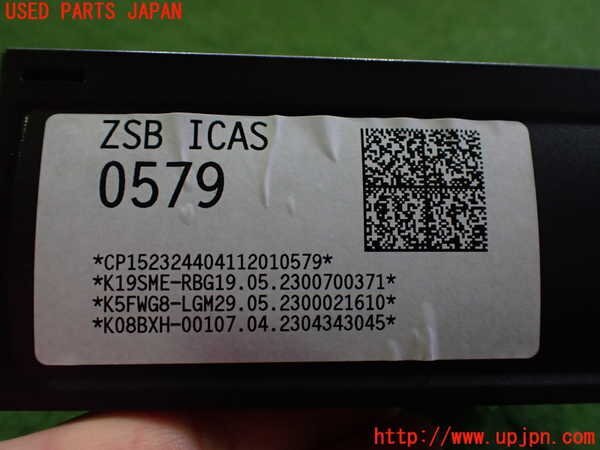 USED PARTS JAPAN
ZSB ICAS
0579
*CP152324404112010579*
*K19SME-RBG19.05.2300700371*
*K5FWG8-LGM29.05.2300021610*
*K08BXH-00107.04.2304343045*
http://www.upjpn.com/